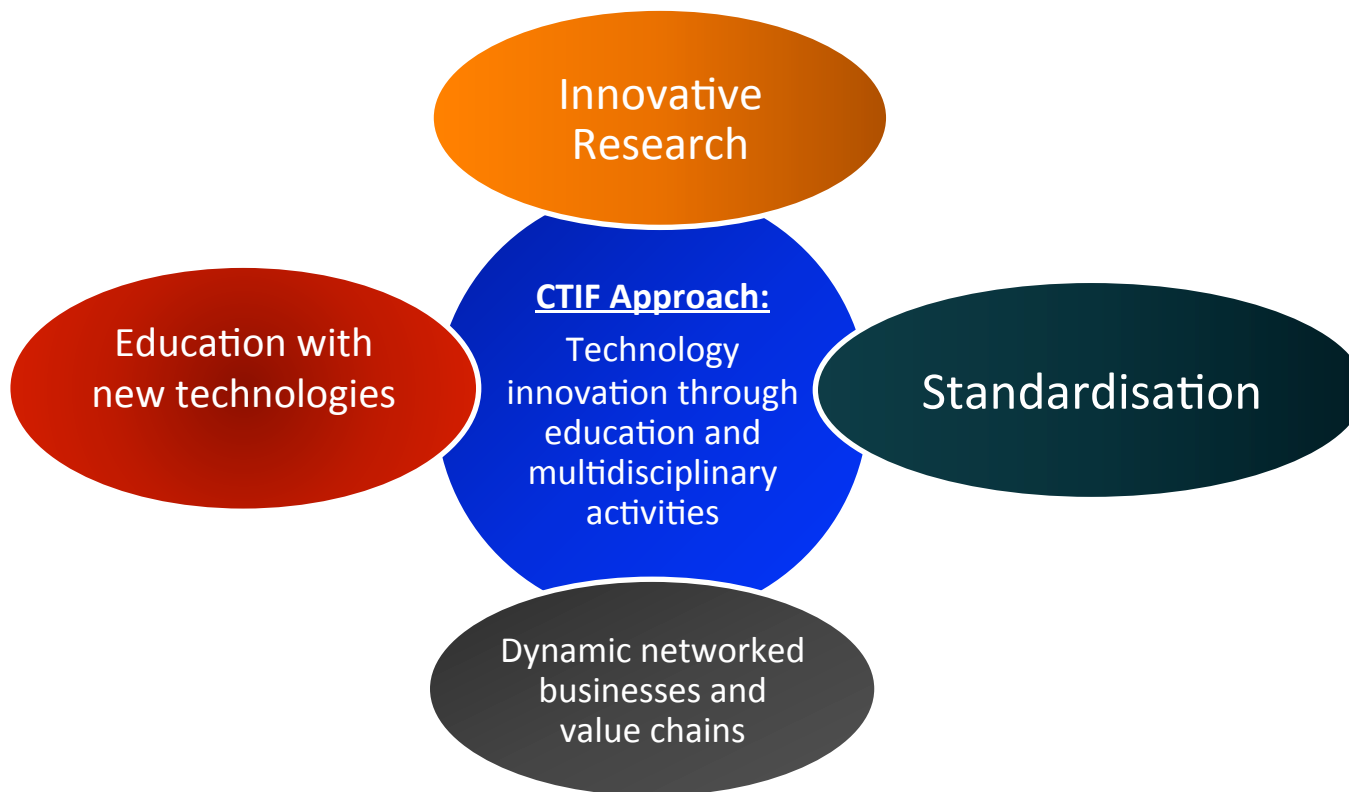 Innovative
Research
CTIF Approach:
Technology
innovation through
education and
multidisciplinary
activities
Education with
new technologies
Standardisation
Dynamic networked
businesses and
value chains